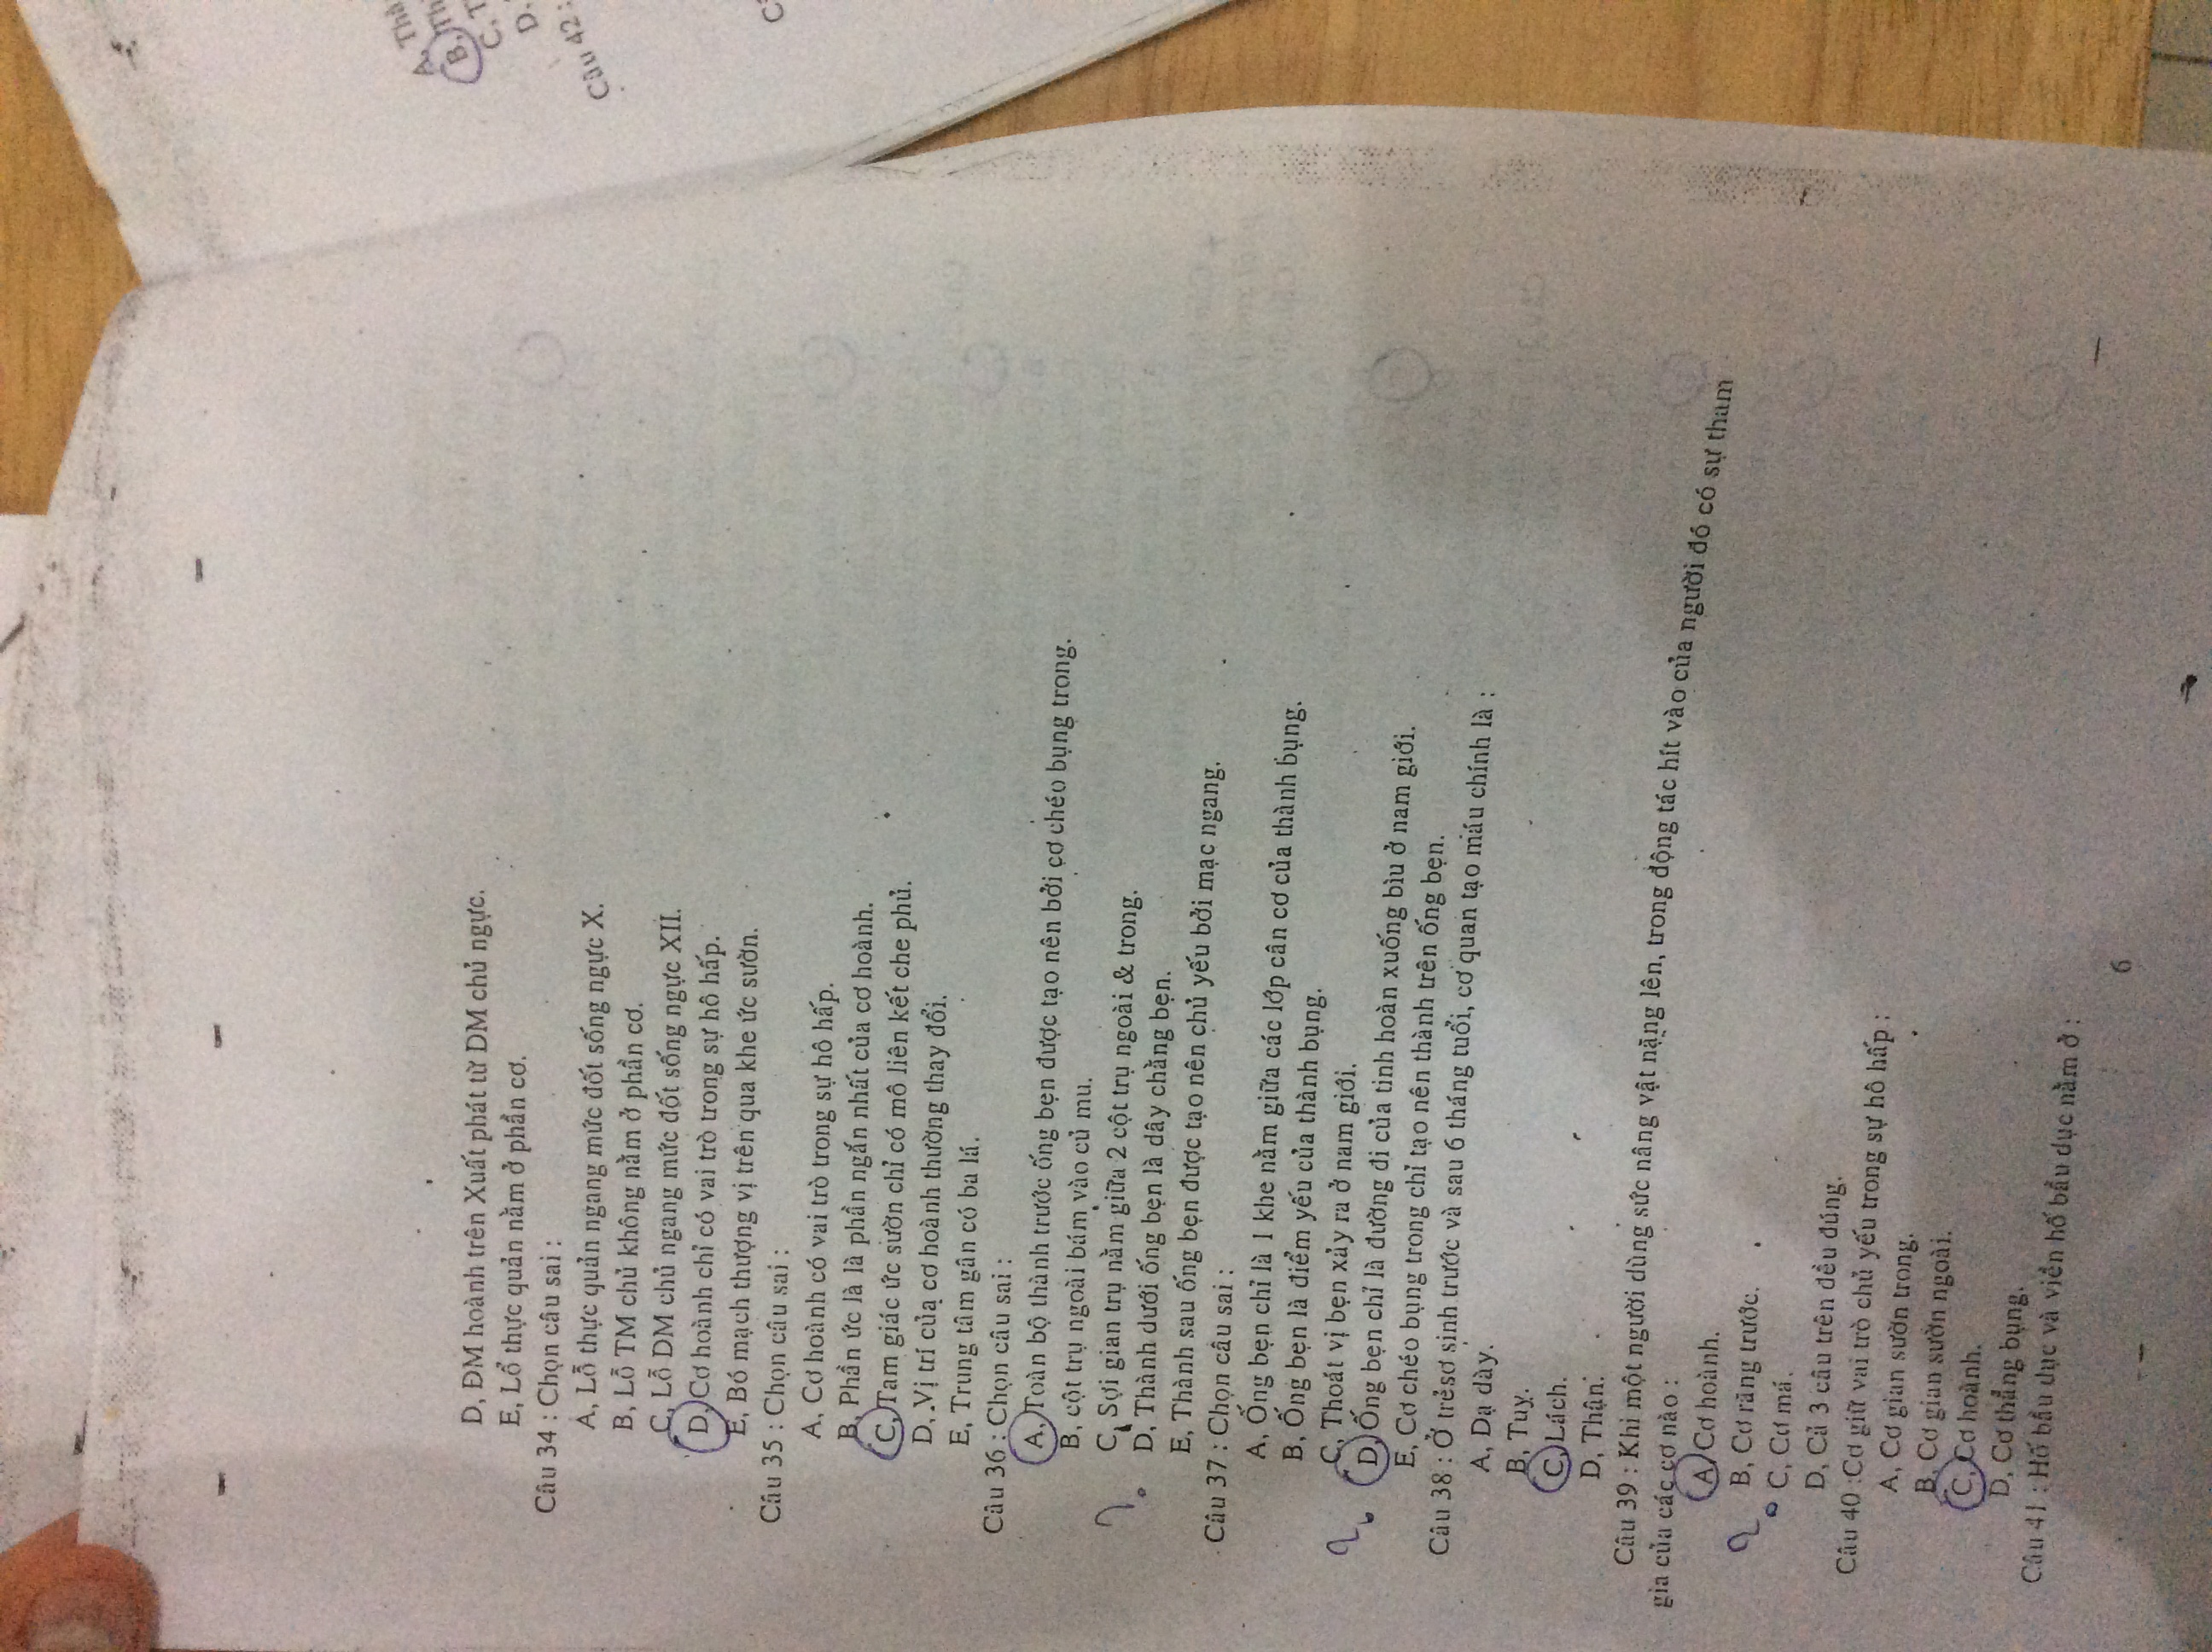 D, ĐM hoành trên Xuất phát từ DM chủ ngực.
E, Lổ thực quản nằm ở phần cơ.
Câu 34 : Chọn câu sai :
A, Lỗ thực quản ngang mức đốt sống ngực X.
B, Lỗ TM chủ không nằm ở phần cơ.
C, Lỗ DM chủ ngang mức đốt sống ngực XII.
D, Cơ hoành chỉ có vai trò trong sự hô hấp.
E, Bó mạch thượng vị trên qua khe ức sườn.
Câu 35 : Chọn câu sai :
A, Cơ hoành có vai trò trong sự hô hấp.
B, Phần ức là là phần ngắn nhất của cơ hoành.
C, Tam giác ức sườn chỉ có mô liên kết che phủ.
D, Vị trí của cơ hoành thường thay đổi.
E, Trung tâm gân có ba lá.
Câu 36 : Chọn câu sai :
A, Toàn bộ thành trước ống bẹn được tạo nên bởi cơ chéo bụng trong.
B, cột trụ ngoài bám vào củ mu.
?
C, Sợi gian trụ nằm giữa 2 cột trụ ngoài & trong.
D, Thành dưới ống bẹn là dây chằng bẹn.
E, Thành sau ống bẹn được tạo nên chủ yếu bởi mạc ngang.
Câu 37 : Chọn câu sai :
A, Ống bẹn chỉ là 1 khe nằm giữa các lớp cân cơ của thành bụng.
B, Ống bẹn là điểm yếu của thành bụng.
C, Thoát vị bẹn xảy ra ở nam giới.
?
D, Ống bẹn chỉ là đường đi của tinh hoàn xuống bìu ở nam giới.
E, Cơ chéo bụng trong chỉ tạo nên thành trên ống bẹn.
Câu 38 : Ở trẻsơ sinh trước và sau 6 tháng tuổi, cơ quan tạo máu chính là :
A, Dạ dày.
B, Tuỵ.
C, Lách.
D, Thận.
Câu 39 : Khi một người dùng sức nâng vật nặng lên, trong động tác hít vào của người đó có sự tham
gia của các cơ nào :
A, Cơ hoành.
?
B, Cơ răng trước.
C, Cơ má.
D, Cả 3 câu trên đều đúng.
Câu 40 :Cơ giữ vai trò chủ yếu trong sự hô hấp :
A, Cơ gian sườn trong.
B, Cơ gian sườn ngoài.
C, Cơ hoành.
D, Cơ thẳng bụng.
Câu 41 : Hố bầu dục và viền hố bầu dục nằm ở :
6
A, Thà
B, Th
C, T
D.
Câu 42 :